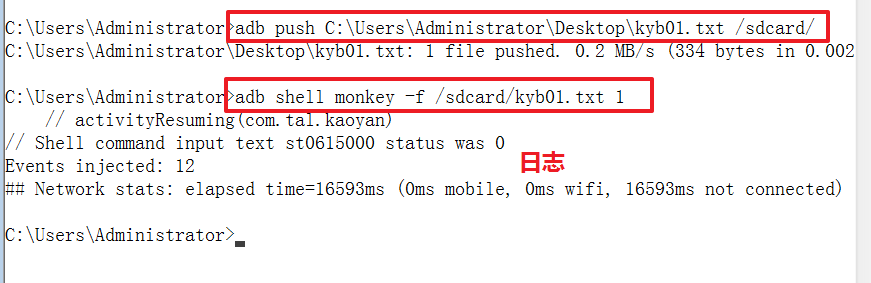 C:\Users\Administrator>adb push C:\Users\Administrator\Desktop\kyb01.txt /sdcard/
C:\Users\Administrator\Desktop\kyb01.txt: 1 file pushed. 0.2 MB/s (334 bytes in 0.002
C:\Users\Administrator>adb shell monkey -f /sdcard/kyb01.txt 1
// activityResuming(com.tal.kaoyan)
// Shell command input text st0615000 status was 0
Events injected: 12
日志
## Network stats: elapsed time=16593ms (0ms mobile, 0ms wifi, 16593ms not connected)
C:\Users\Administrator>